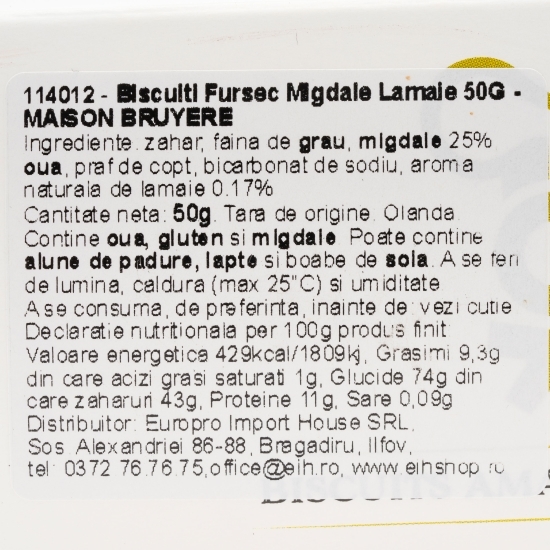 114012 - Biscuiti Fursec Migdale Lamaie 50G -
MAISON BRUYERE
Ingrediente: zahar, faina de grau, migdale 25%
oua, praf de copt, bicarbonat de sodiu, aroma
naturala de lamaie 0.17%
Cantitate neta: 50g. Tara de origine: Olanda.
Contine oua, gluten si migdale. Poate contine
alune de padure, lapte si boabe de soia. A se feri
de lumina, caldura (max 25°C) si umiditate.
A se consuma, de preferinta, inainte de: vezi cutie
Declaratie nutritionala per 100g produs finit:
Valoare energetica 429kcal/1809kj, Grasimi 9,3g
din care acizi grasi saturati 1g, Glucide 74g din
care zaharuri 43g, Proteine 11g, Sare 0,09g
Distribuitor: Europro Import House SRL,
Sos. Alexandriei 86-88, Bragadiru, Ilfov,
tel: 0372 76.76.75,office@eih.ro, www.eihshop.ro
BISCUITS